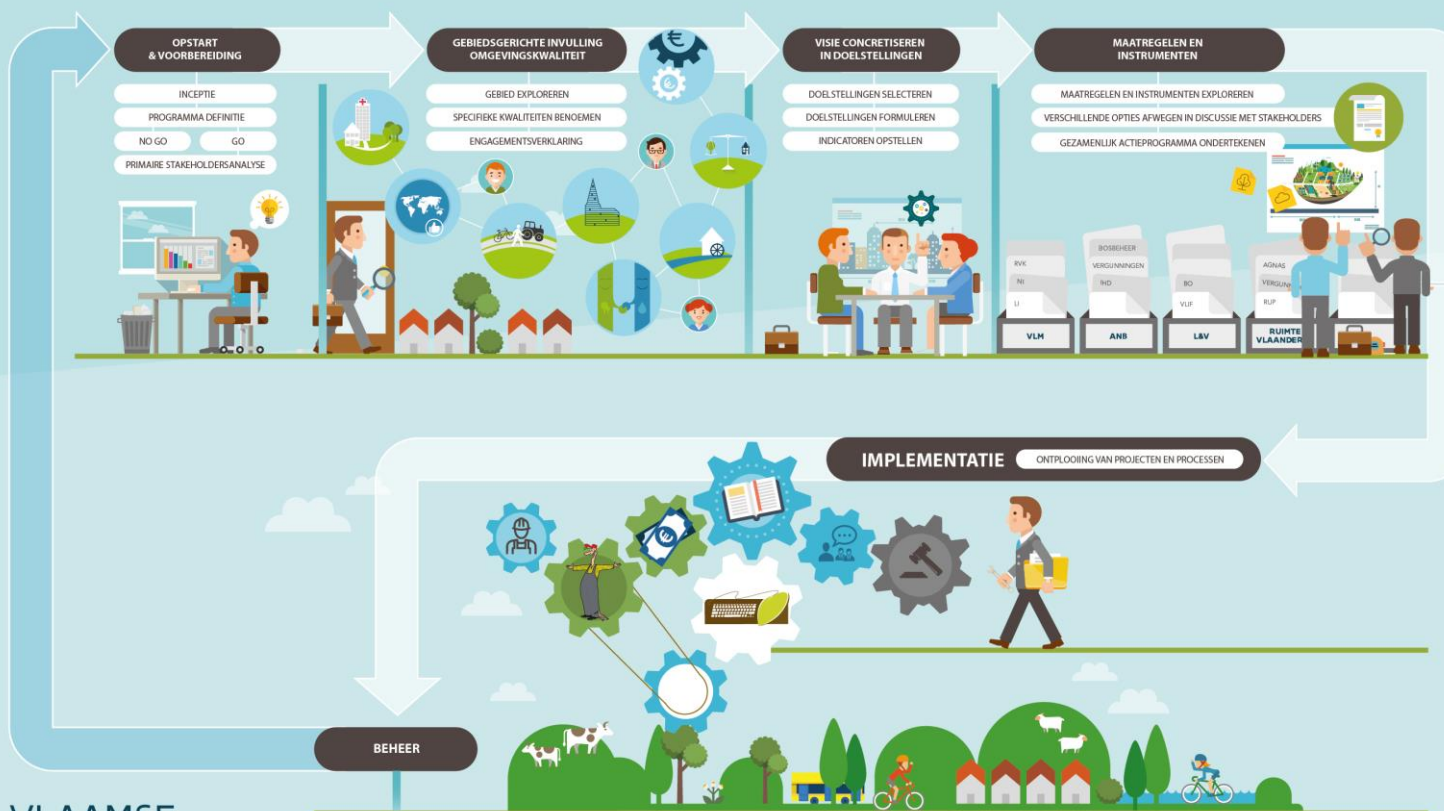 OPSTART
& VOORBEREIDING
INCEPTIE
PROGRAMMA DEFINITIE
NO GO
GO
PRIMAIRE STAKEHOLDERSANALYSE
GEBIEDSGERICHTE INVULLING
OMGEVINGSKWALITEIT
GEBIED EXPLOREREN
SPECIFIEKE KWALITEITEN BENOEMEN
ENGAGEMENTSVERKLARING
VISIE CONCRETISEREN
IN DOELSTELLINGEN
DOELSTELLINGEN SELECTEREN
DOELSTELLINGEN FORMULEREN
INDICATOREN OPSTELLEN
MAATREGELEN EN
INSTRUMENTEN
MAATREGELEN EN INSTRUMENTEN EXPLOREREN
VERSCHILLENDE OPTIES AFWEGEN IN DISCUSSIE MET STAKEHOLDERS
GEZAMENLIJK ACTIEPROGRAMMA ONDERTEKENEN
RVK
NI
LI
VLM
BOSBEHEER
VERGUNNINGEN
IHD
ANB
BO
VLIF
L&V
AGNAS
RUP
RUIMTE
IMPLEMENTATIE
ONTPLOOIING VAN PROJECTEN EN PROCESSEN
BEHEER
VLAAMSE